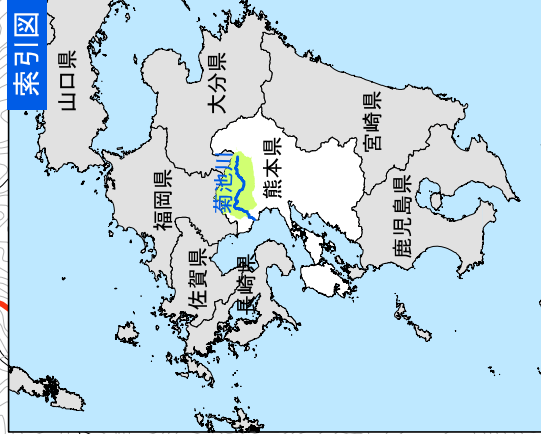 索引図
山口県
福岡県
大分県
佐賀県
長崎県
菊池川
熊本県
宮崎県
鹿児島県